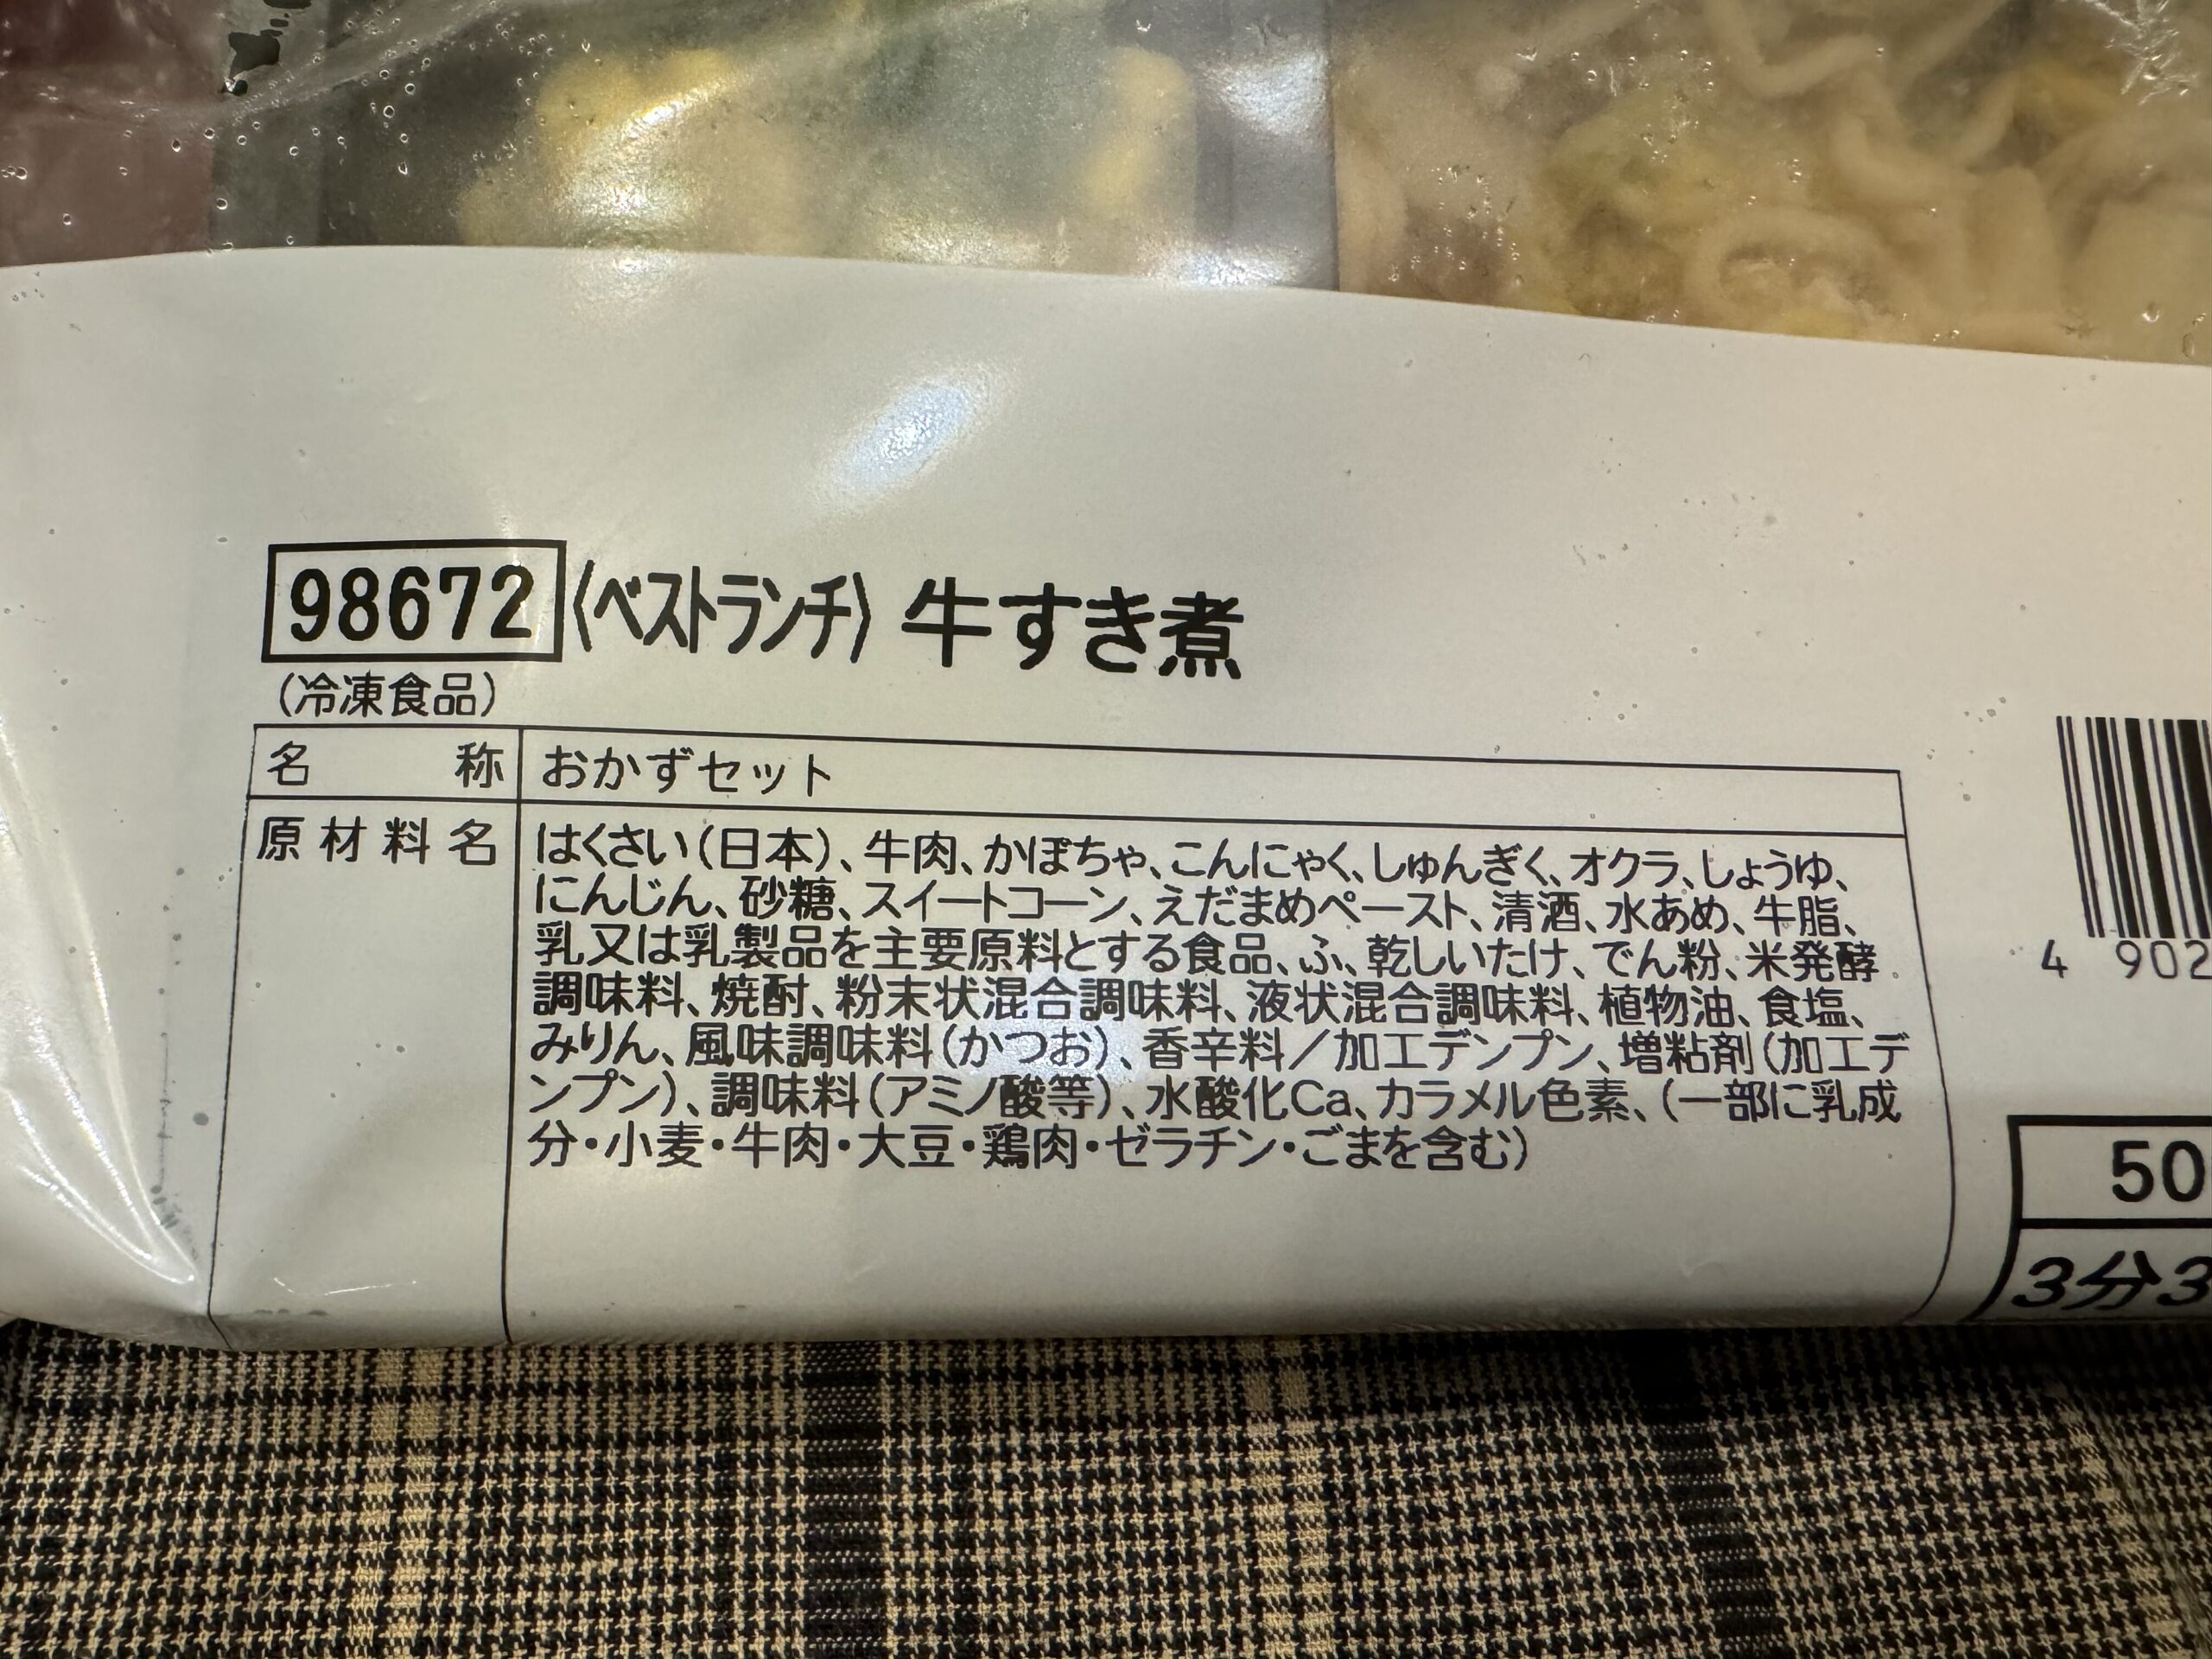 98672 〈ベストランチ〉 牛すき煮
(冷凍食品)
名称 おかずセット
原材料名 はくさい(日本)、牛肉、かぼちゃ、こんにゃく、しゅんぎく、オクラ、しょうゆ、
にんじん、砂糖、スイートコーン、えだまめペースト、清酒、水あめ、牛脂、
乳又は乳製品を主要原料とする食品、ふ、乾しいたけ、でん粉、米発酵
調味料、焼酎、粉末状混合調味料、液状混合調味料、植物油、食塩、
みりん、風味調味料(かつお)、香辛料／加工デンプン、増粘剤(加工デ
ンプン)、調味料(アミノ酸等)、水酸化Ca、カラメル色素、(一部に乳成
分・小麦・牛肉・大豆・鶏肉・ゼラチン・ごまを含む)
4 902
50
3分3